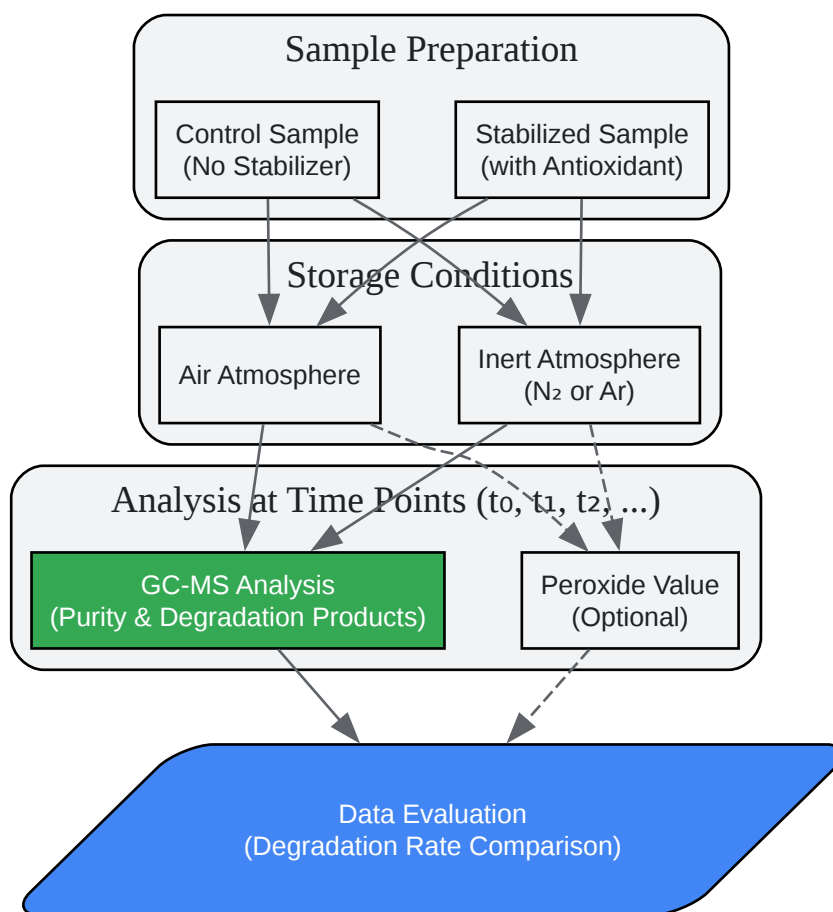 Sample Preparation
Control Sample
(No Stabilizer)
Stabilized Sample
(with Antioxidant)
Storage Conditions
Air Atmosphere
Inert Atmosphere
(N₂ or Ar)
Analysis at Time Points (t₀, t₁, t₂, ...)
GC-MS Analysis
(Purity & Degradation Products)
Peroxide Value
(Optional)
Data Evaluation
(Degradation Rate Comparison)